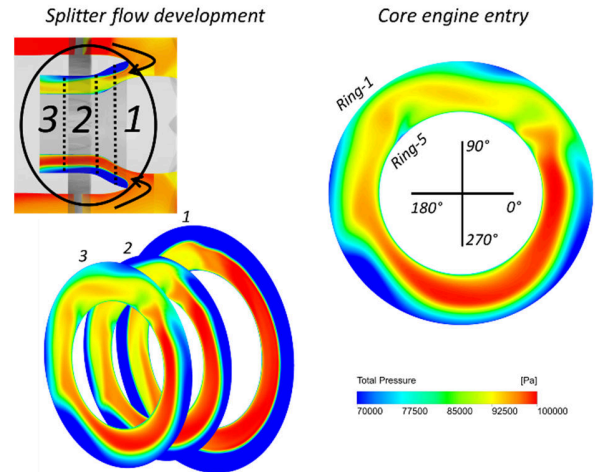 Splitter flow development
Core engine entry
3 2 1
Ring-1
Ring-5
90°
180° 0°
270°
1
2
3
Total Pressure [Pa]
70000 77500 85000 92500 100000